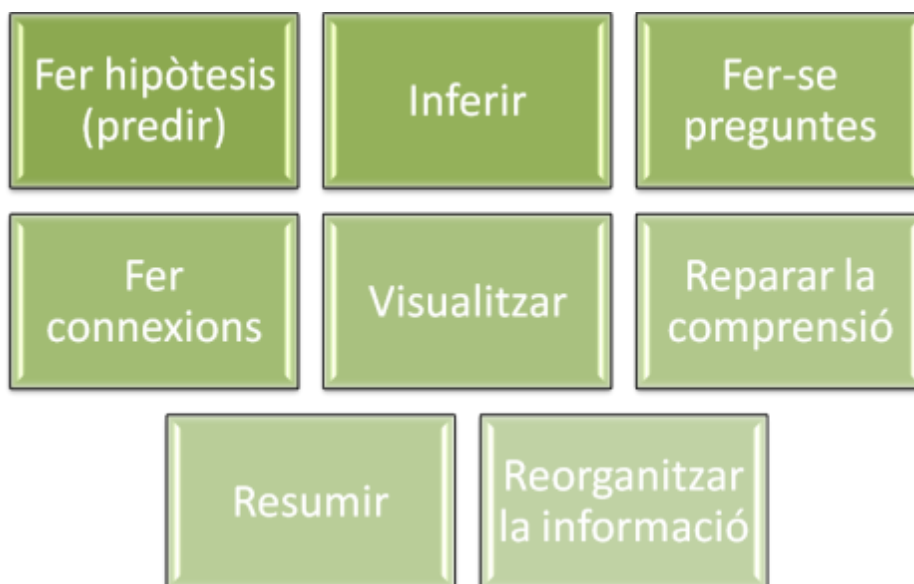 Fer hipòtesis
(predir)
Inferir
Fer-se
preguntes
Fer
connexions
Visualitzar
Reparar la
comprensió
Resumir
Reorganitzar
la informació